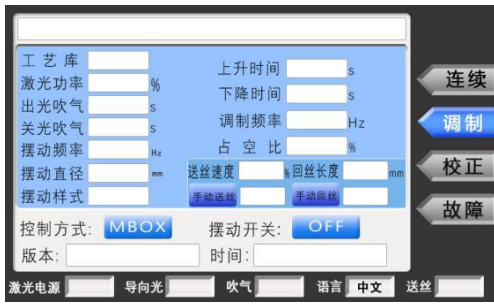 工艺库
激光功率 %
出光吹气 s
关光吹气 s
摆动频率 Hz
摆动直径 mm
摆动样式
上升时间 s
下降时间 s
调制频率 Hz
占空比 %
送丝速度 % 回丝长度 mm
手动送丝 手动回丝
控制方式: MBOX 摆动开关: OFF
版本: 时间:
连续
调制
校正
故障
激光电源 导向光 吹气 语言 中文 送丝